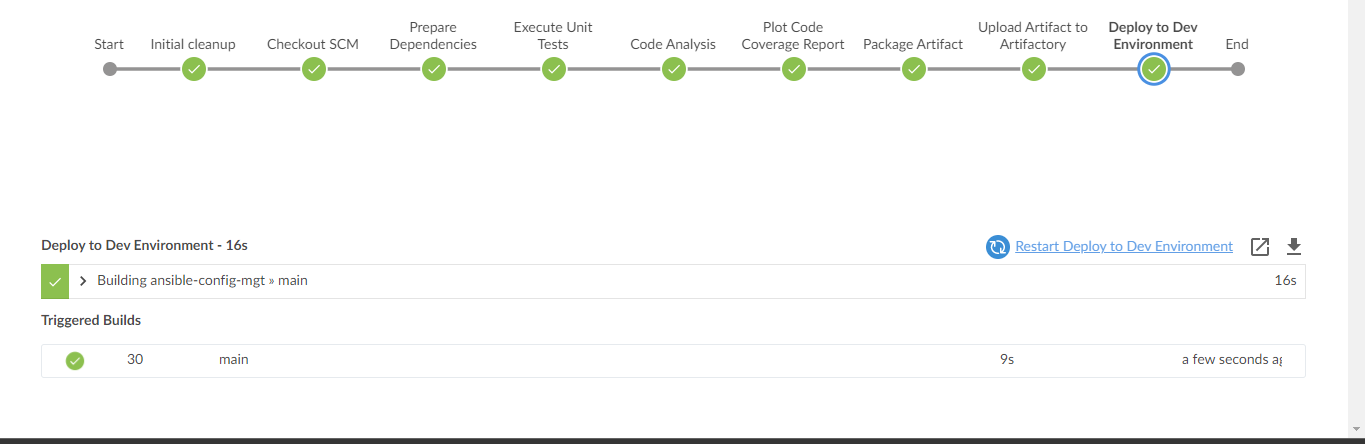 Start
Initial cleanup
Checkout SCM
Prepare
Dependencies
Execute Unit
Tests
Code Analysis
Plot Code
Coverage Report
Package Artifact
Upload Artifact to
Artifactory
Deploy to Dev
Environment
End
Deploy to Dev Environment - 16s
Restart Deploy to Dev Environment
Building ansible-config-mgt » main 16s
Triggered Builds
30 main 9s a few seconds